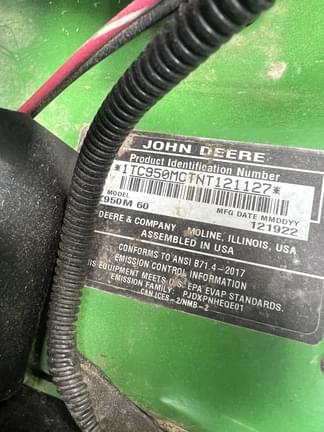 JOHN DEERE
Product Identification Number
*1TC950MCTNT121127*
MODEL
950M 60
MFG DATE MMDDYY
121922
DEERE & COMPANY MOLINE, ILLINOIS, USA
ASSEMBLED IN USA
CONFORMS TO ANSI B71.4-2017
EMISSION CONTROL INFORMATION
EQUIPMENT MEETS U.S. EPA EVAP STANDARDS.
EMISSION FAMILY: PJDXPNHEQE01
CAN ICES-2/NMB-2